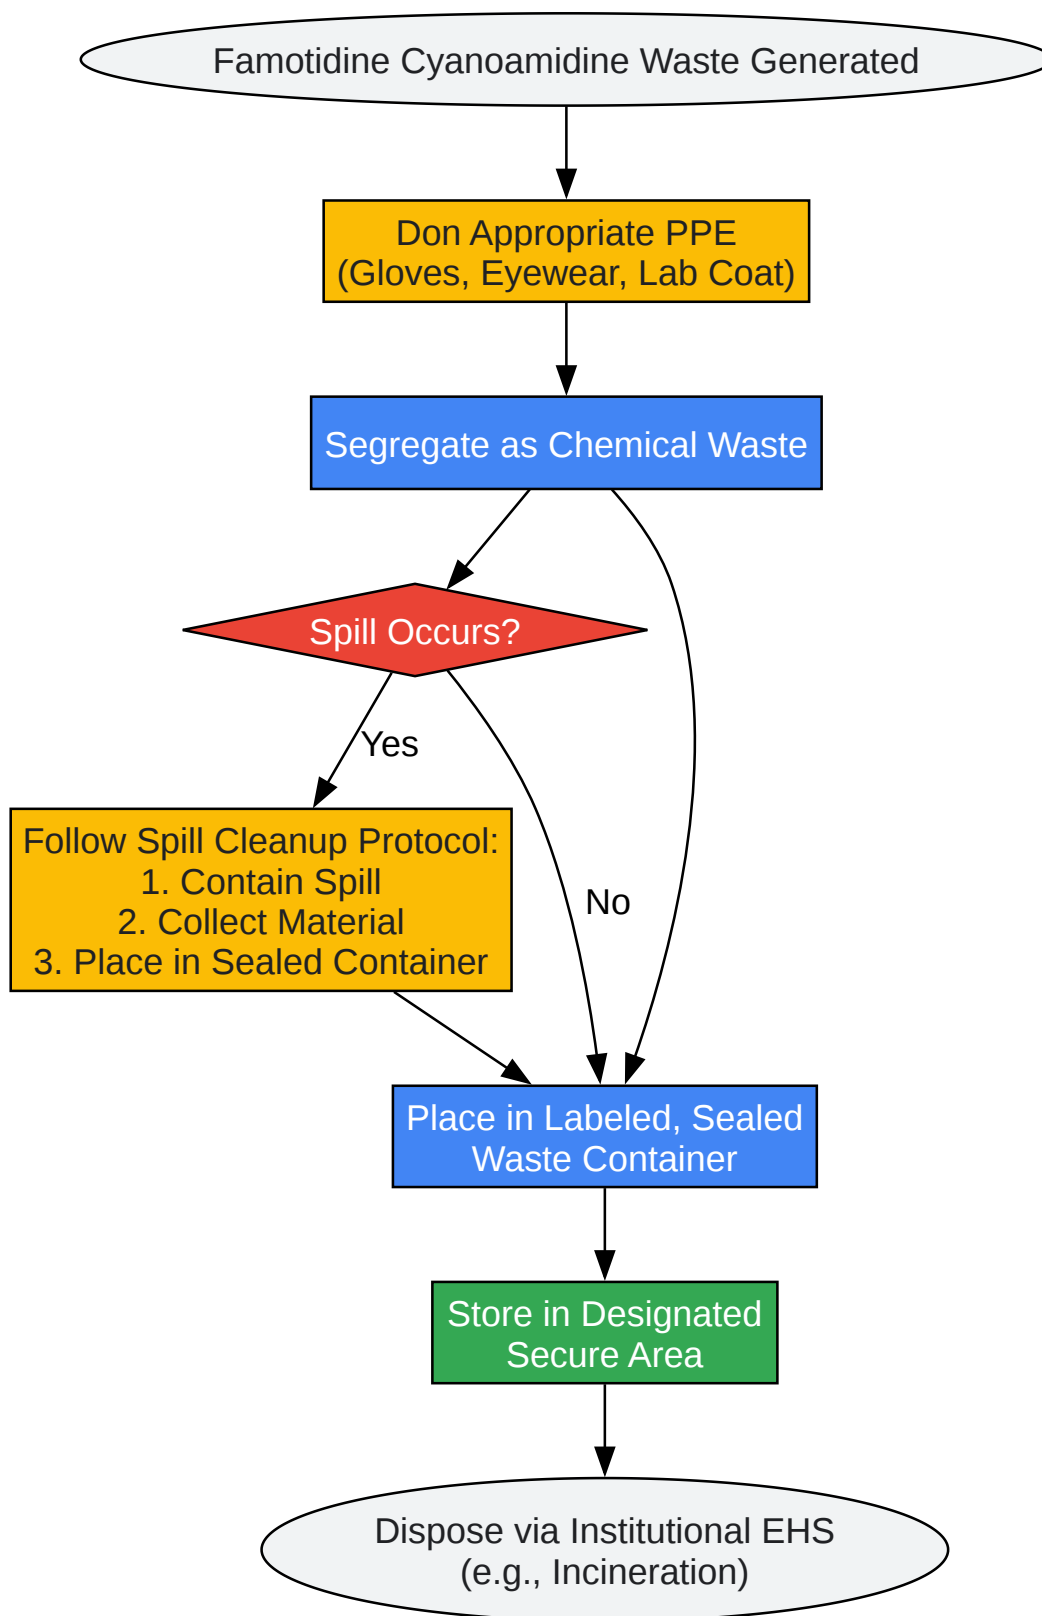 Famotidine Cyanoamidine Waste Generated
Don Appropriate PPE
(Gloves, Eyewear, Lab Coat)
Segregate as Chemical Waste
Spill Occurs?
Yes
Follow Spill Cleanup Protocol:
1. Contain Spill
2. Collect Material
3. Place in Sealed Container
No
Place in Labeled, Sealed
Waste Container
Store in Designated
Secure Area
Dispose via Institutional EHS
(e.g., Incineration)